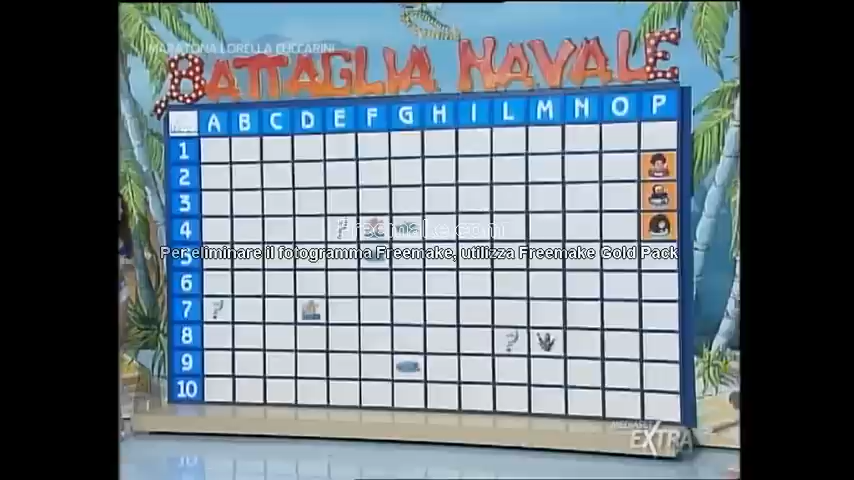 MARATONA LORELLA CUCCARINI
BATTAGLIA NAVALE
A B C D E F G H I L M N O P
1
2
3
4
Freemake.com
Per eliminare il fotogramma Freemake, utilizza Freemake Gold Pack
5
6
7 ?
8 ?
9
10
MEDIASET
EXTRA